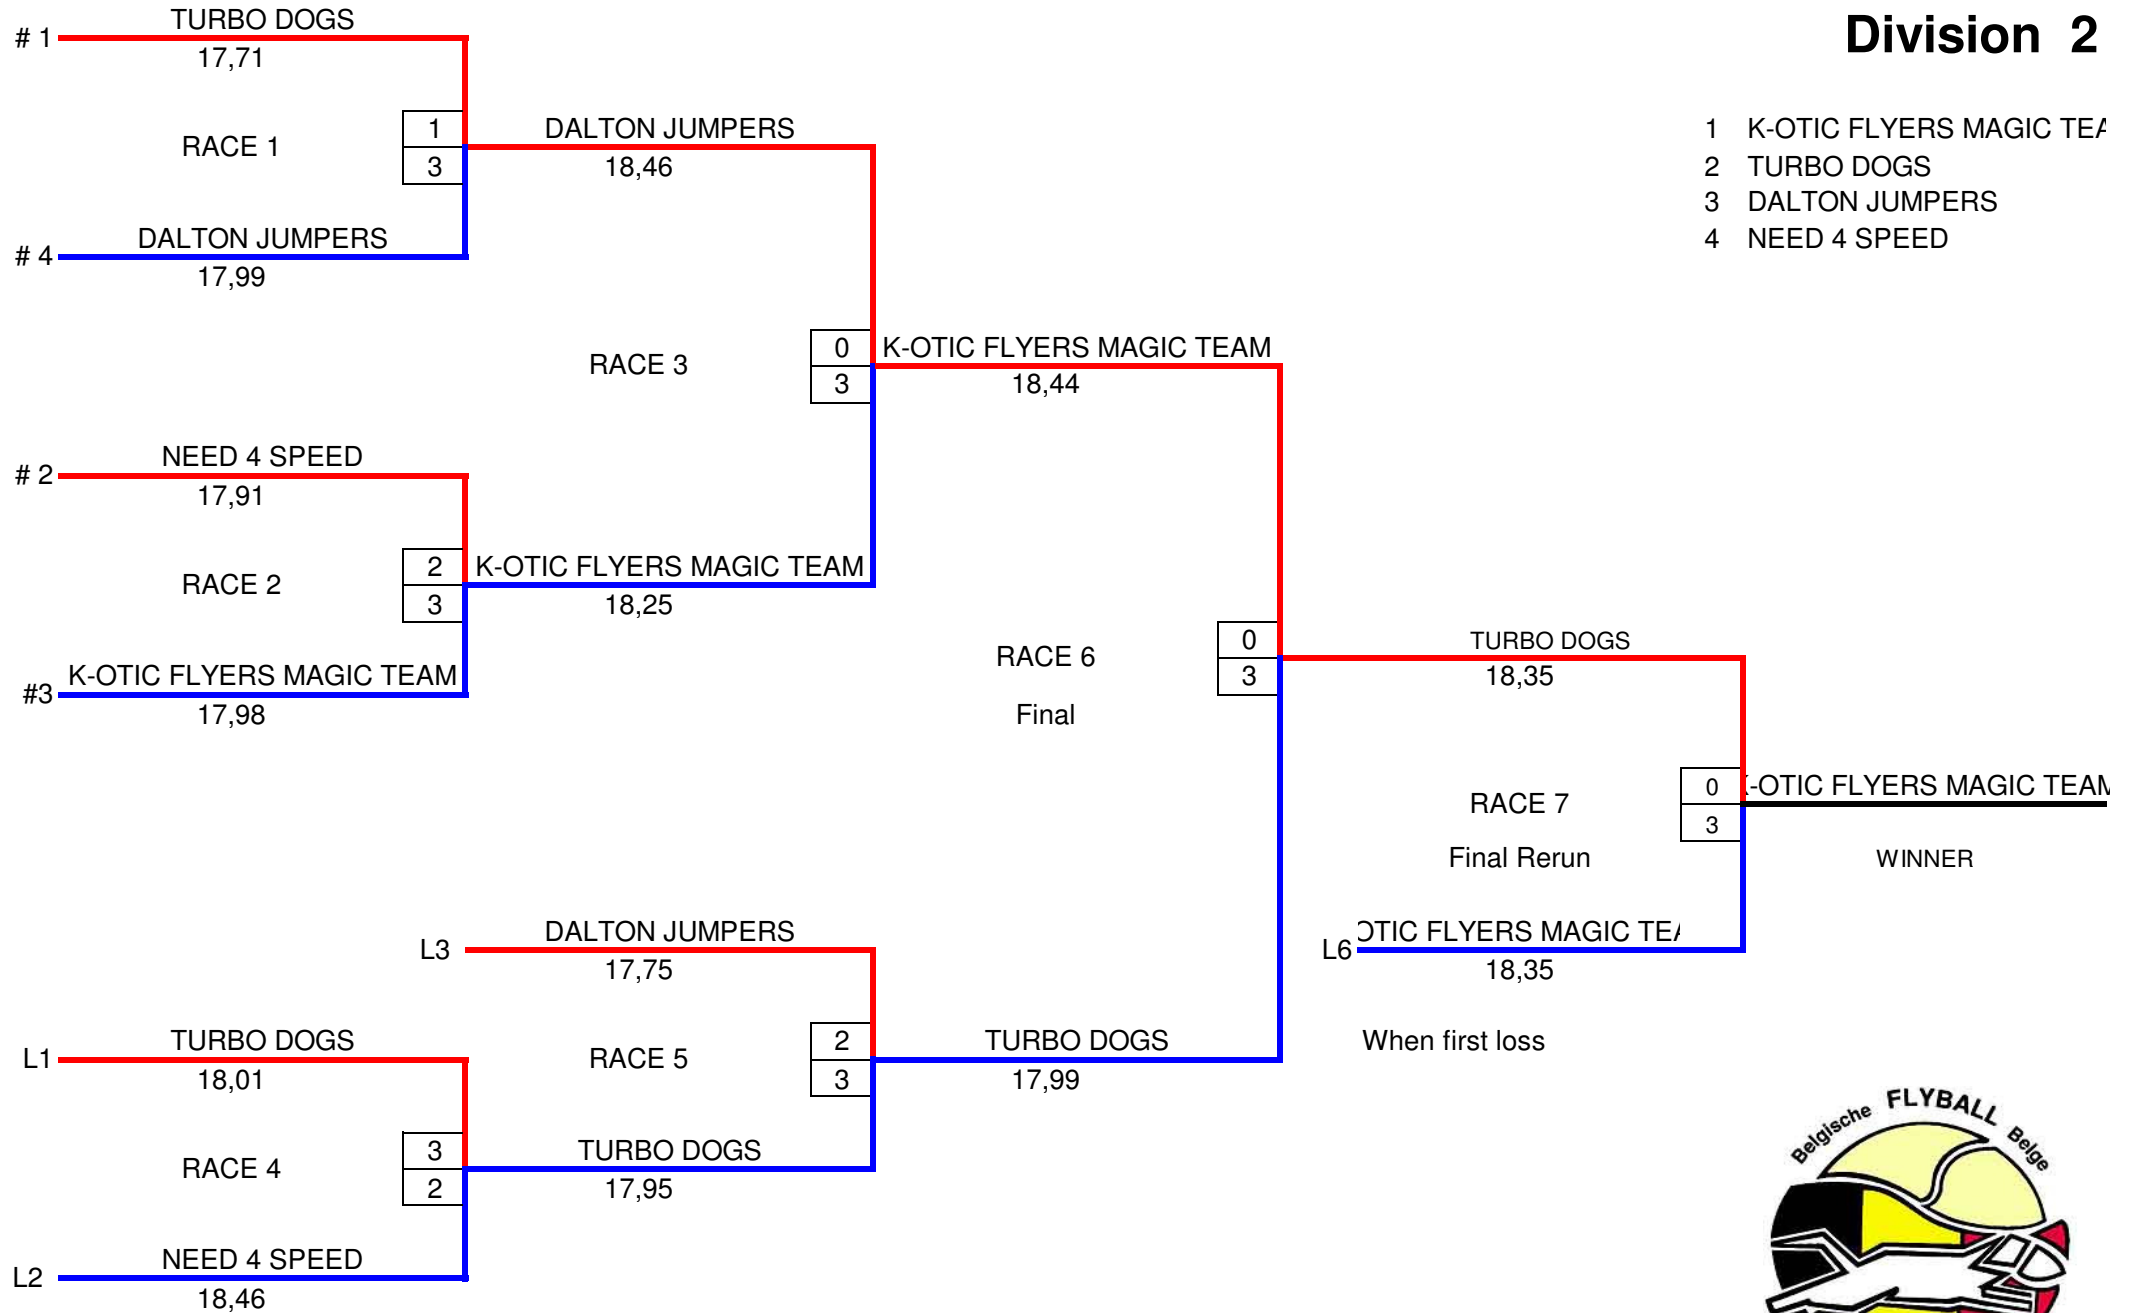 Division 2
# 1
TURBO DOGS
17,71
RACE 1
1
3
# 4
DALTON JUMPERS
17,99
DALTON JUMPERS
18,46
1 K-OTIC FLYERS MAGIC TEA
2 TURBO DOGS
3 DALTON JUMPERS
4 NEED 4 SPEED
RACE 3
0
3
K-OTIC FLYERS MAGIC TEAM
18,44
# 2
NEED 4 SPEED
17,91
RACE 2
2
3
K-OTIC FLYERS MAGIC TEAM
18,25
#3
K-OTIC FLYERS MAGIC TEAM
17,98
RACE 6
Final
0
3
TURBO DOGS
18,35
RACE 7
Final Rerun
0
3
K-OTIC FLYERS MAGIC TEAM
WINNER
L6
OTIC FLYERS MAGIC TEA
18,35
When first loss
L3
DALTON JUMPERS
17,75
RACE 5
2
3
TURBO DOGS
17,99
L1
TURBO DOGS
18,01
RACE 4
3
2
TURBO DOGS
17,95
L2
NEED 4 SPEED
18,46
Belgische FLYBALL Belge